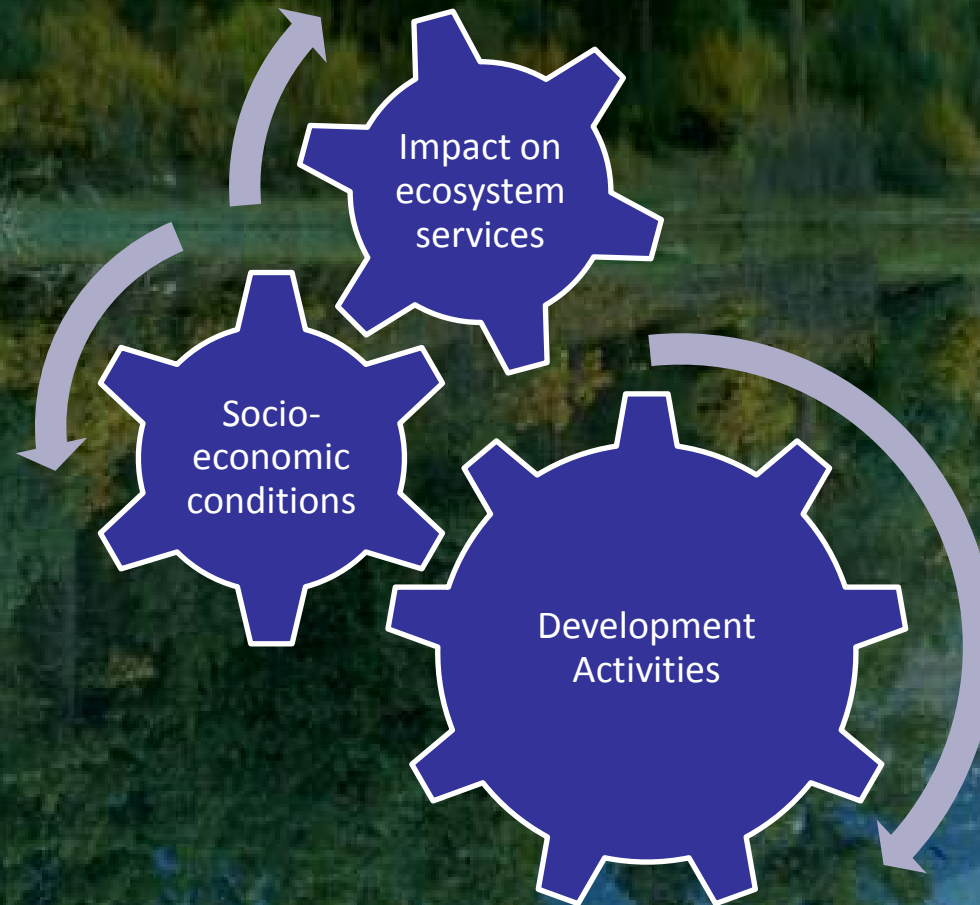 Impact on
ecosystem
services
Socio-
economic
conditions
Development
Activities